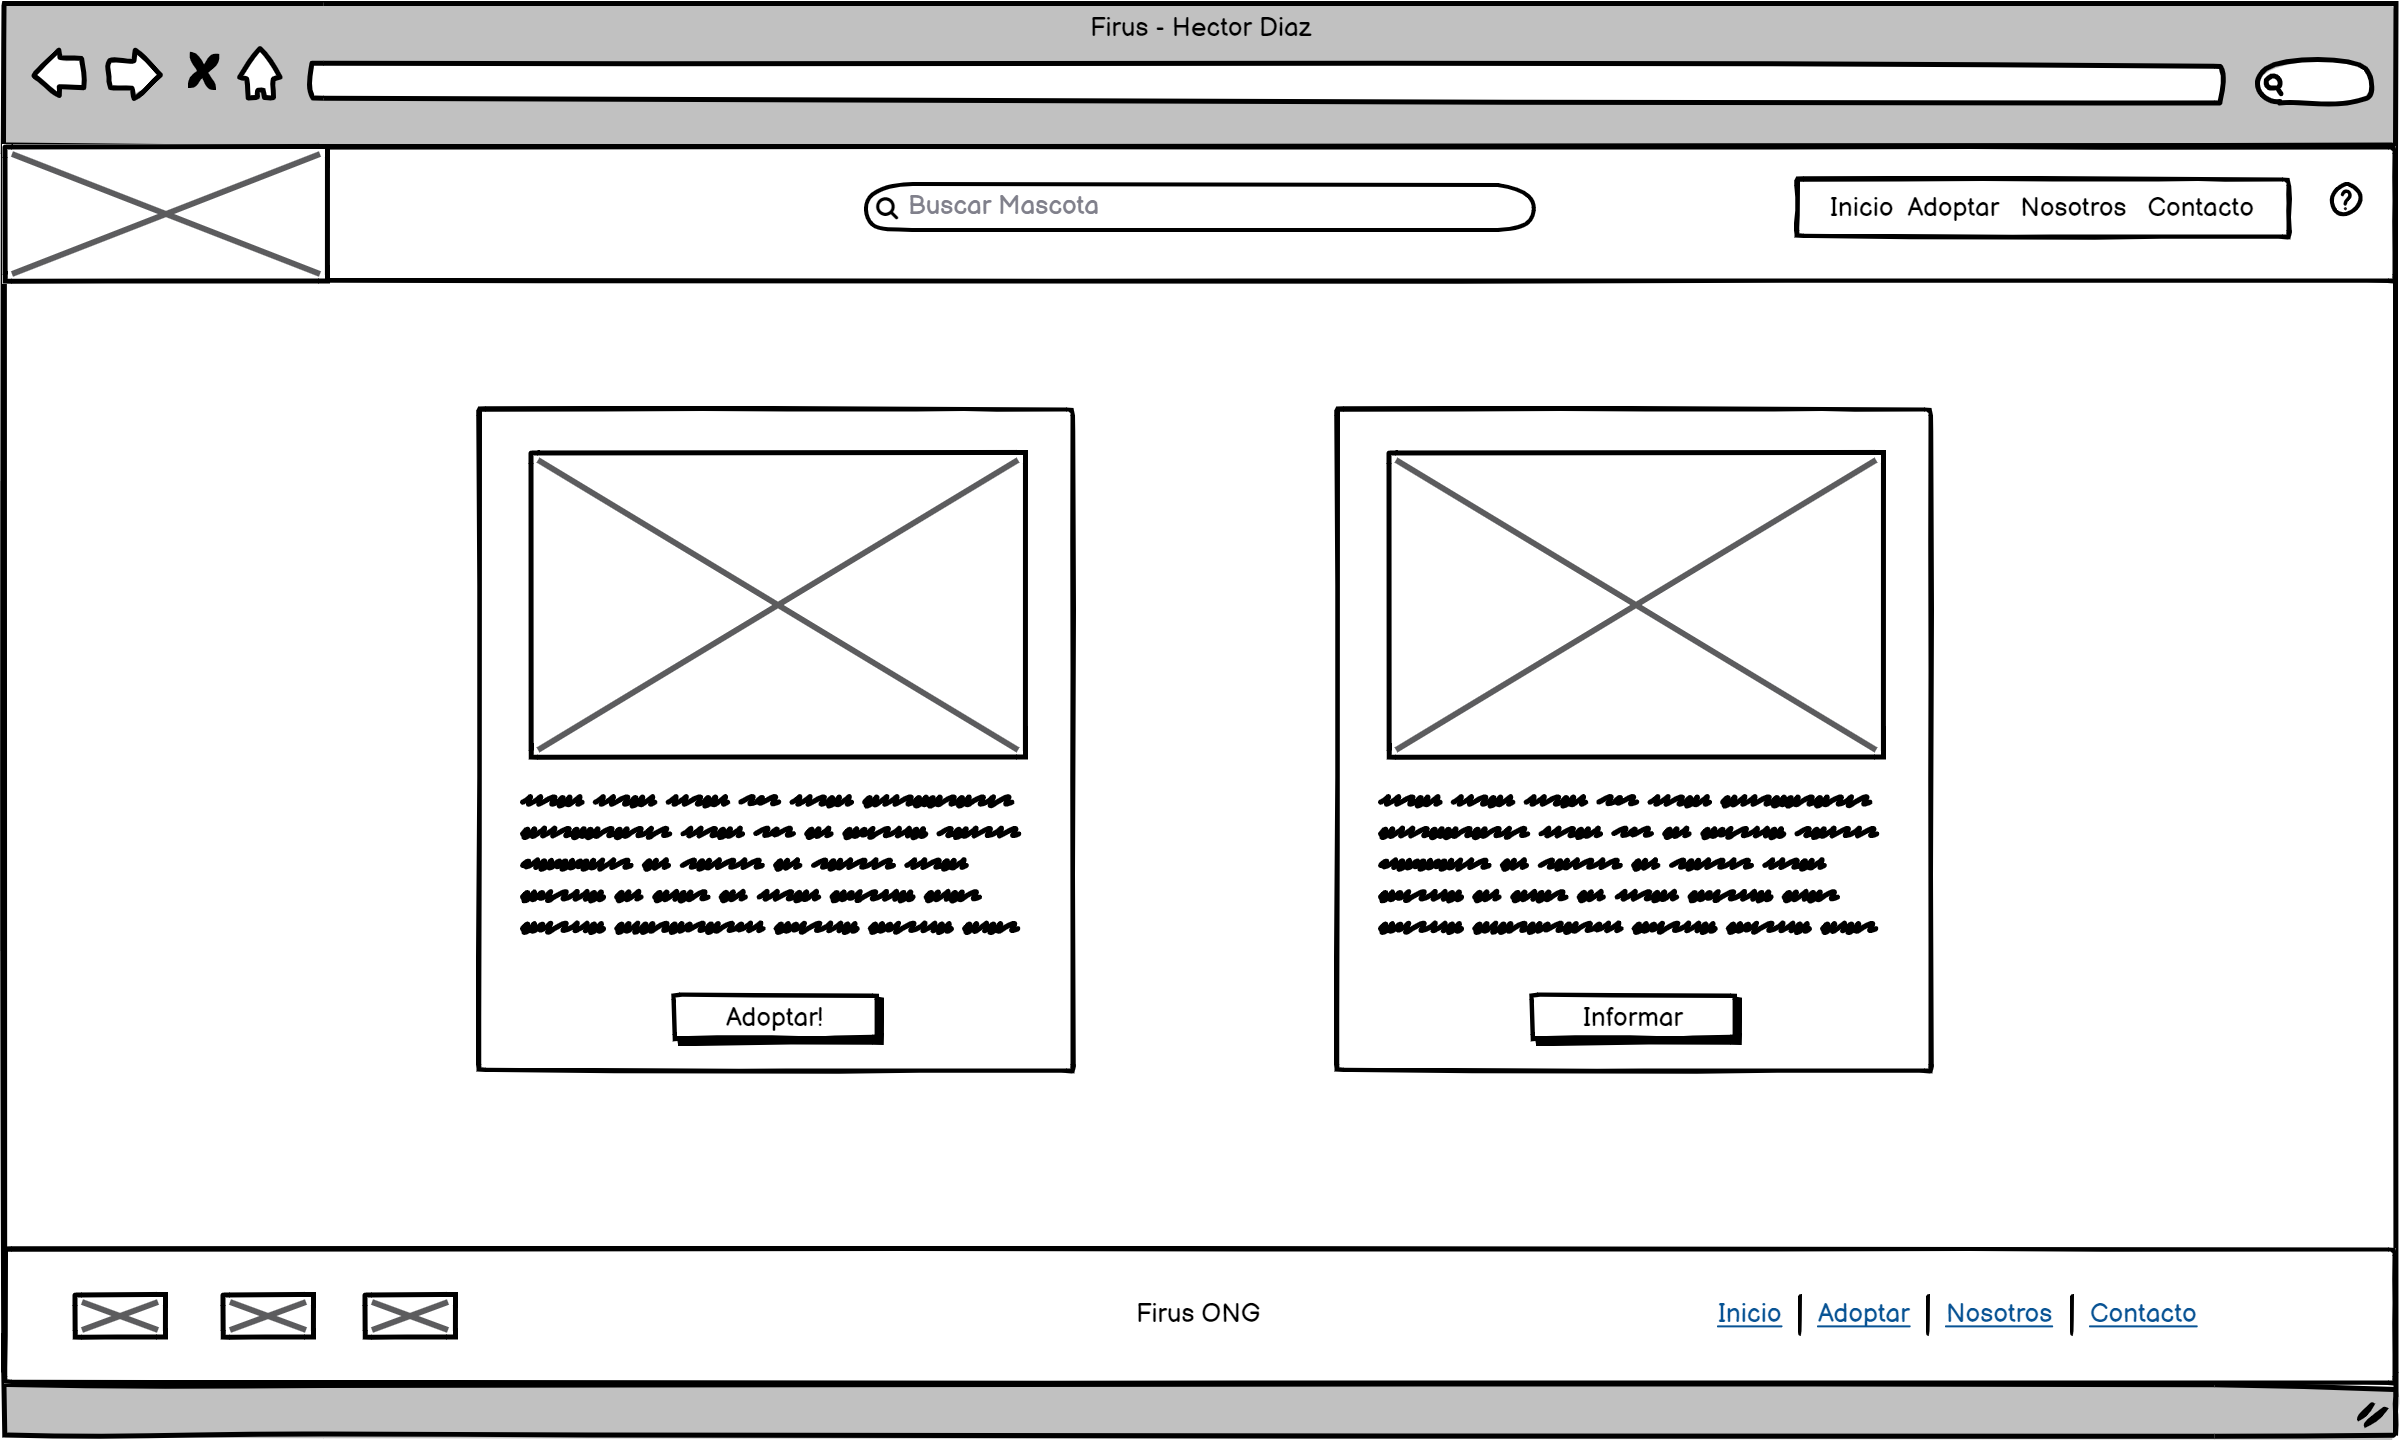 Firus - Hector Diaz
Buscar Mascota
Inicio Adoptar Nosotros Contacto
?
Adoptar!
Informar
Firus ONG
Inicio | Adoptar | Nosotros | Contacto